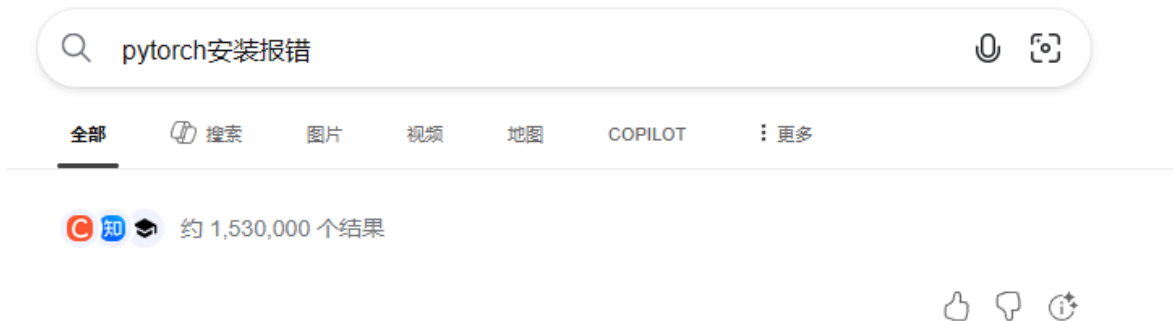 pytorch安装报错
全部 搜索 图片 视频 地图 COPILOT 更多
C 知 约 1,530,000 个结果